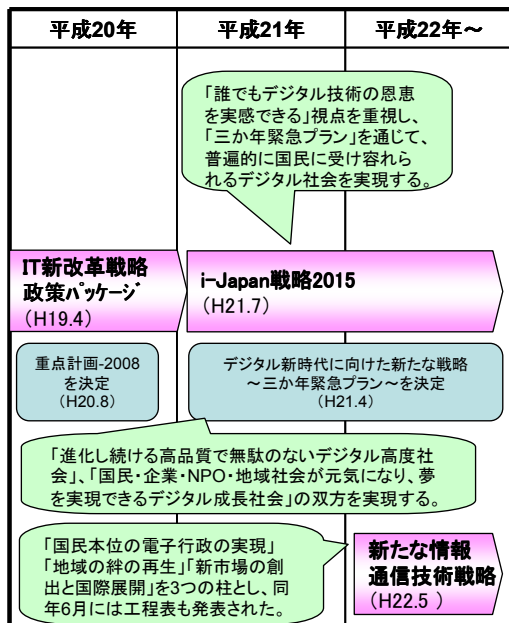 平成20年
平成21年
平成22年～
「誰でもデジタル技術の恩恵
を実感できる」視点を重視し、
「三か年緊急プラン」を通じて、
普遍的に国民に受け容れら
れるデジタル社会を実現する。
IT新改革戦略
政策パッケージ
（H19.4）
i-Japan戦略2015
（H21.7）
重点計画-2008
を決定
（H20.8）
デジタル新時代に向けた新たな戦略
～三か年緊急プラン～を決定
（H21.4）
「進化し続ける高品質で無駄のないデジタル高度社
会」、「国民・企業・NPO・地域社会が元気になり、夢
を実現できるデジタル成長社会」の双方を実現する。
「国民本位の電子行政の実現」
「地域の絆の再生」「新市場の創
出と国際展開」を3つの柱とし、同
年6月には工程表も発表された。
新たな情報
通信技術戦略
（H22.5 ）